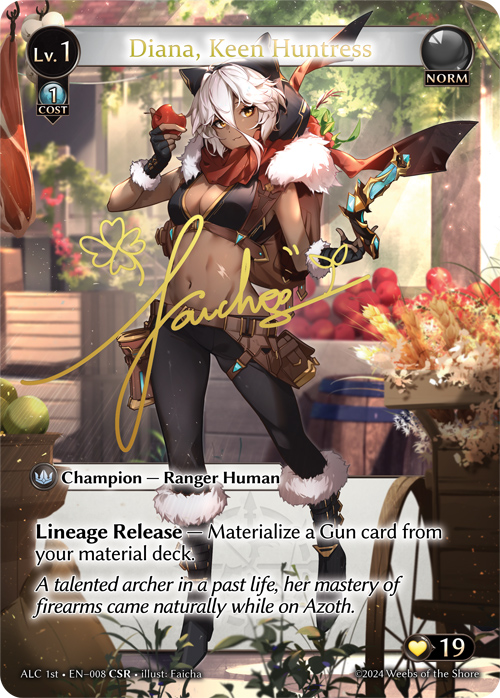 Lv. 1
Diana, Keen Huntress
NORM
1
COST
Faichaa
Champion — Ranger Human
Lineage Release — Materialize a Gun card from
your material deck.
A talented archer in a past life, her mastery of
firearms came naturally while on Azoth.
19
ALC 1st • EN–008 CSR • illust: Faicha
©2024 Weebs of the Shore